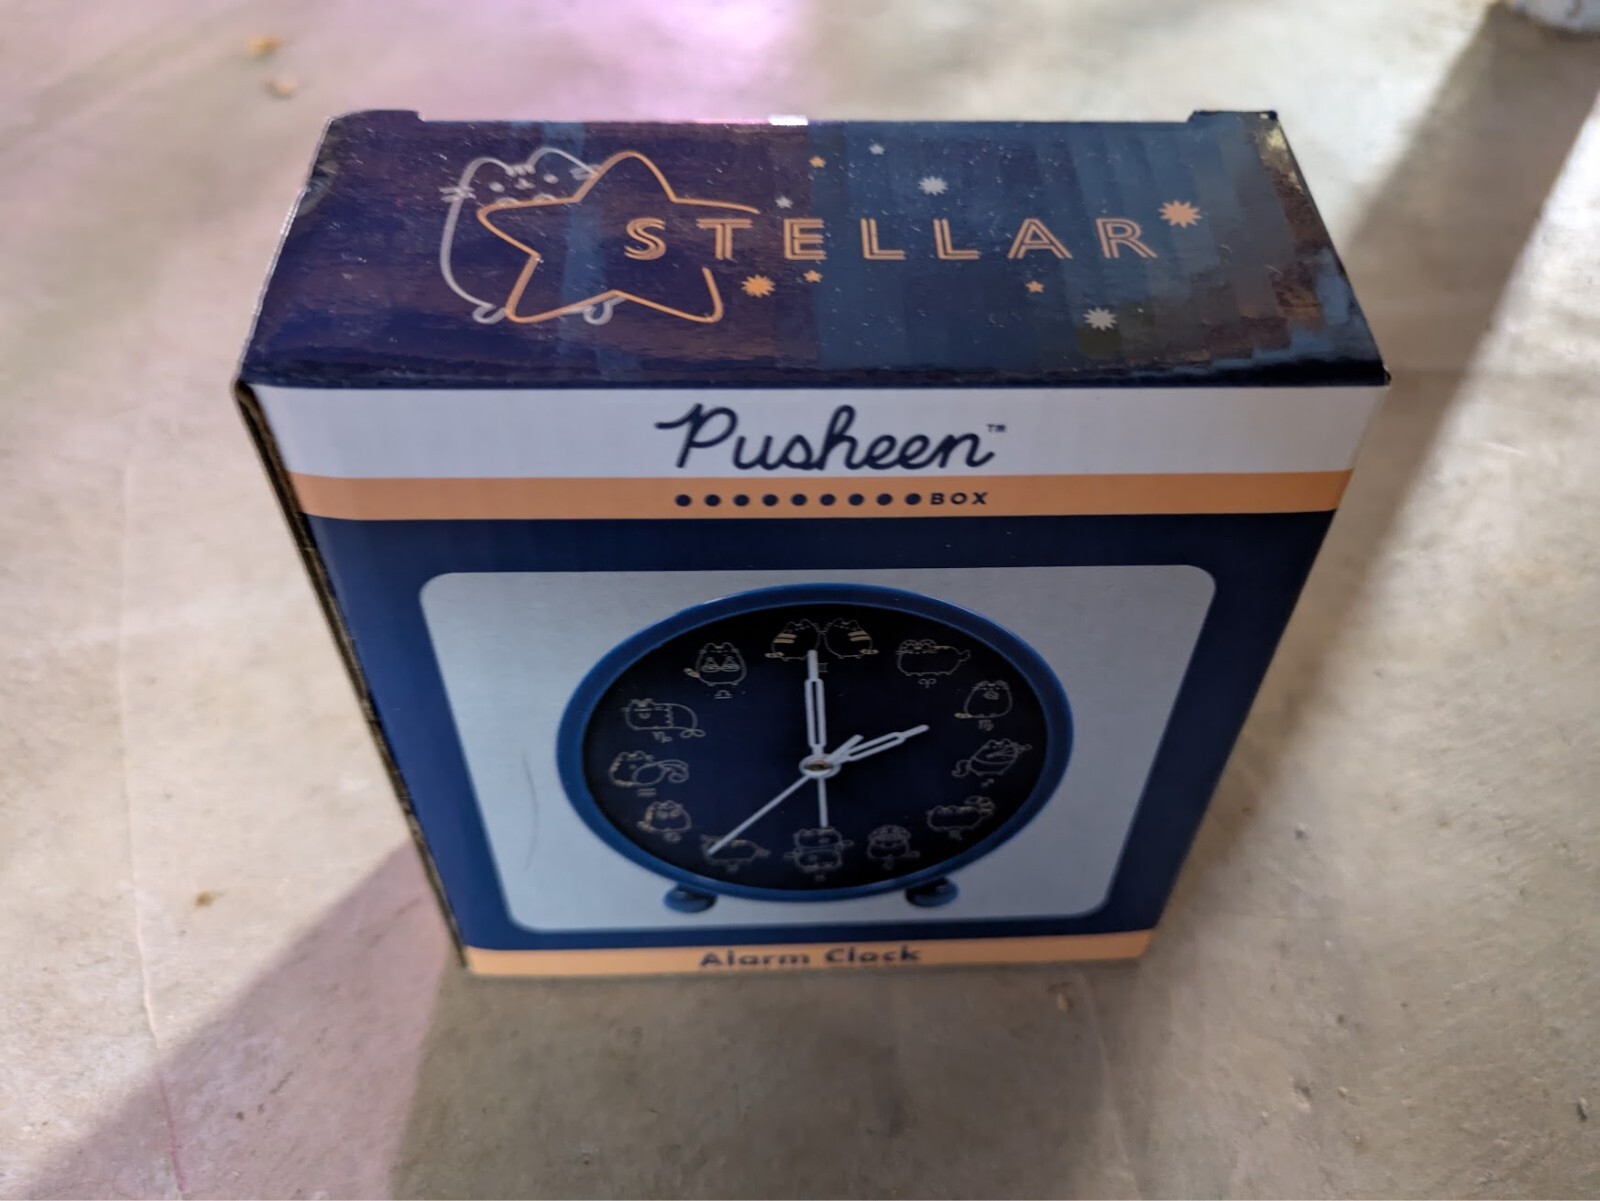 STELLAR
Pusheen™
BOX
Alarm Clock